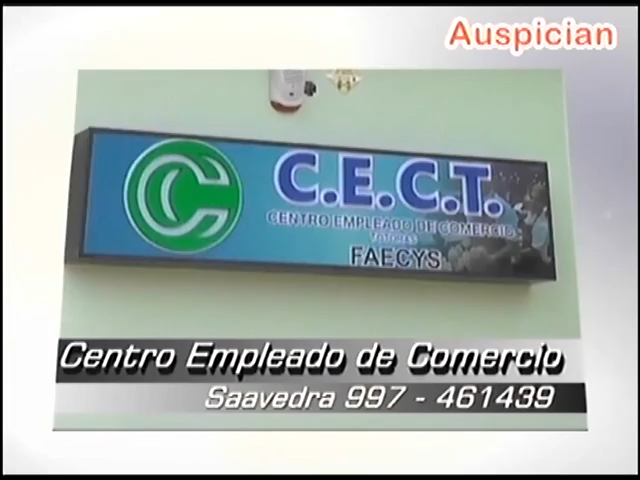 Auspician
C.E.C.T.
CENTRO EMPLEADO DE COMERCIO
FAECYS
Centro Empleado de Comercio
Saavedra 997 - 461439